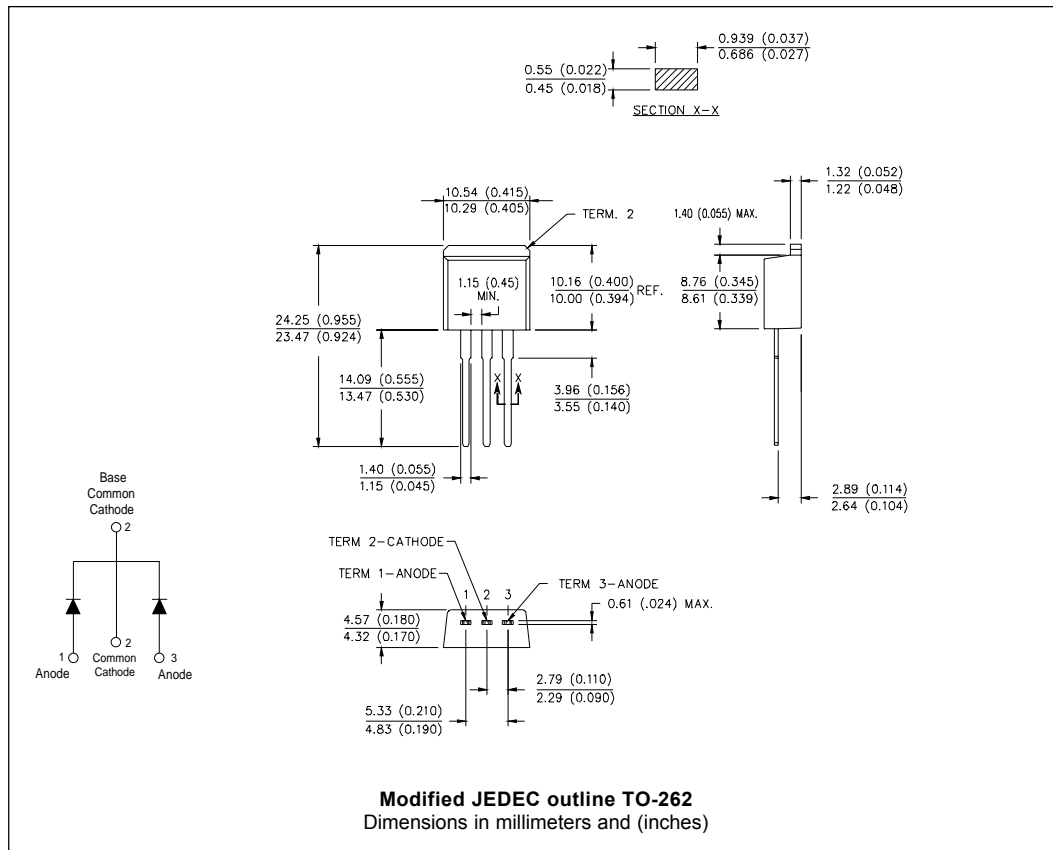 0.939 (0.037)
0.686 (0.027)
0.55 (0.022)
0.45 (0.018)
SECTION X-X
1.32 (0.052)
1.22 (0.048)
10.54 (0.415)
10.29 (0.405)
TERM. 2
1.40 (0.055) MAX.
1.15 (0.45)
MIN.
10.16 (0.400)
10.00 (0.394)
REF.
8.76 (0.345)
8.61 (0.339)
24.25 (0.955)
23.47 (0.924)
14.09 (0.555)
13.47 (0.530)
X X
3.96 (0.156)
3.55 (0.140)
1.40 (0.055)
1.15 (0.045)
2.89 (0.114)
2.64 (0.104)
Base
Common
Cathode
2
2
Common
Cathode
1
Anode
3
Anode
TERM 2-CATHODE
TERM 1-ANODE
TERM 3-ANODE
1 2 3
0.61 (.024) MAX.
4.57 (0.180)
4.32 (0.170)
2.79 (0.110)
2.29 (0.090)
5.33 (0.210)
4.83 (0.190)
Modified JEDEC outline TO-262
Dimensions in millimeters and (inches)